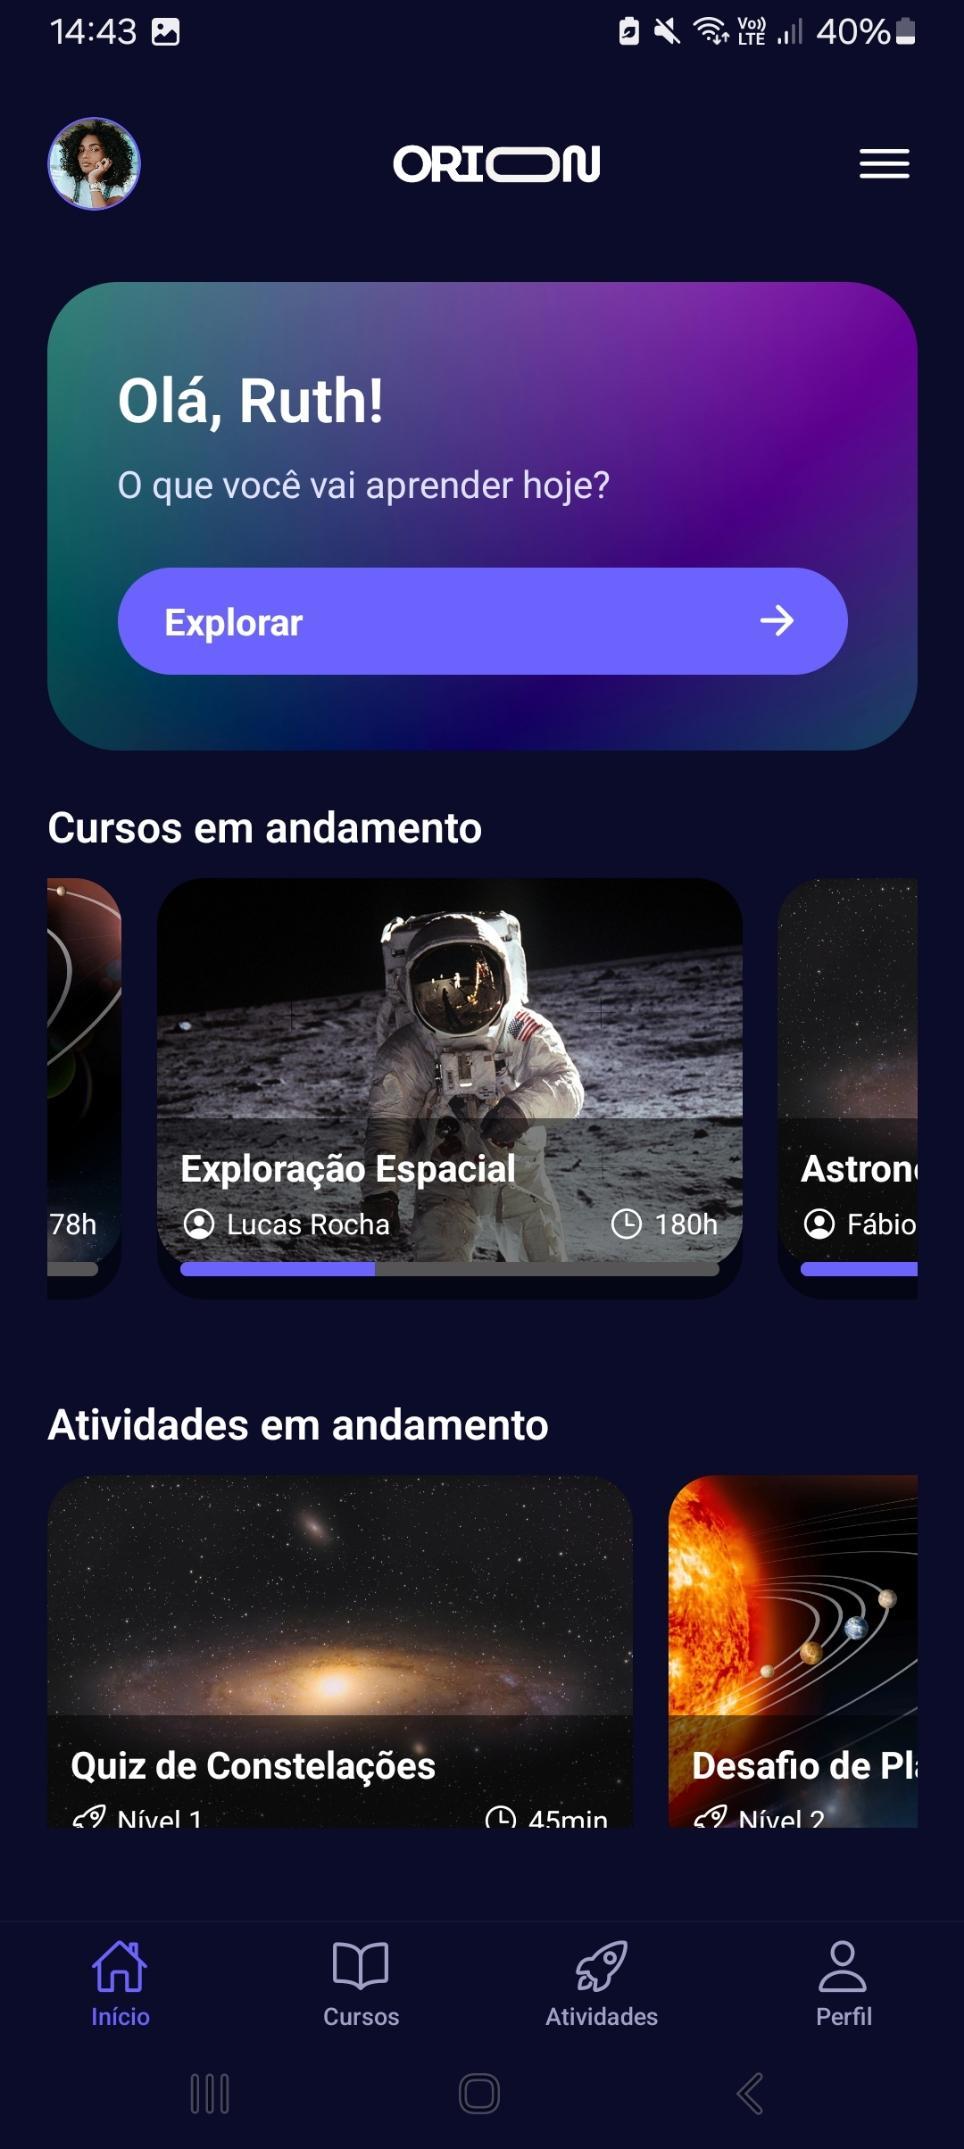 14:43
Vo)) LTE
40%
ORION
Olá, Ruth!
O que você vai aprender hoje?
Explorar
Cursos em andamento
78h
Exploração Espacial
Lucas Rocha
180h
Astron
Fábio
Atividades em andamento
Quiz de Constelações
Nível 1
45min
Desafio de Pl
Nível 2
Início
Cursos
Atividades
Perfil